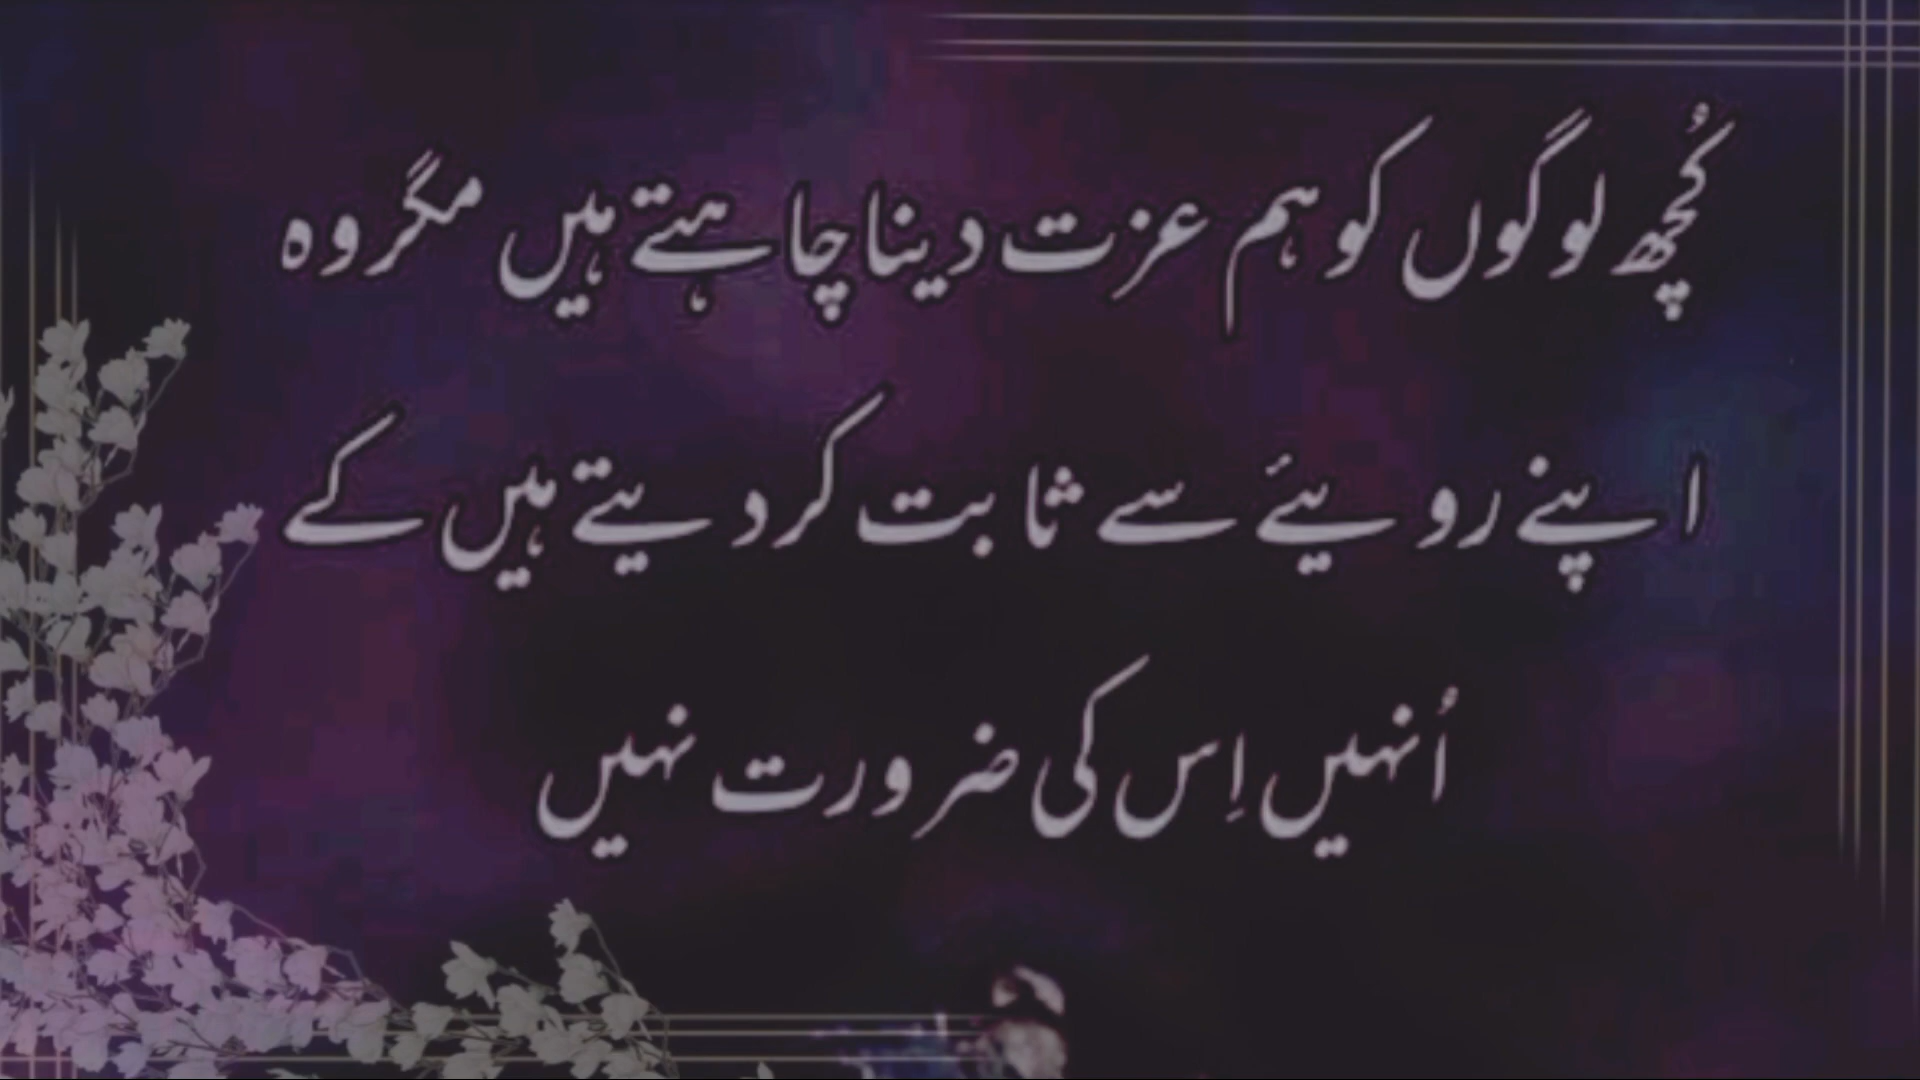 کُچھ لوگوں کو ہم عزت دینا چاہتے ہیں مگر وہ
اپنے رویئے سے ثابت کر دیتے ہیں کے
اُنہیں اِس کی ضرورت نہیں